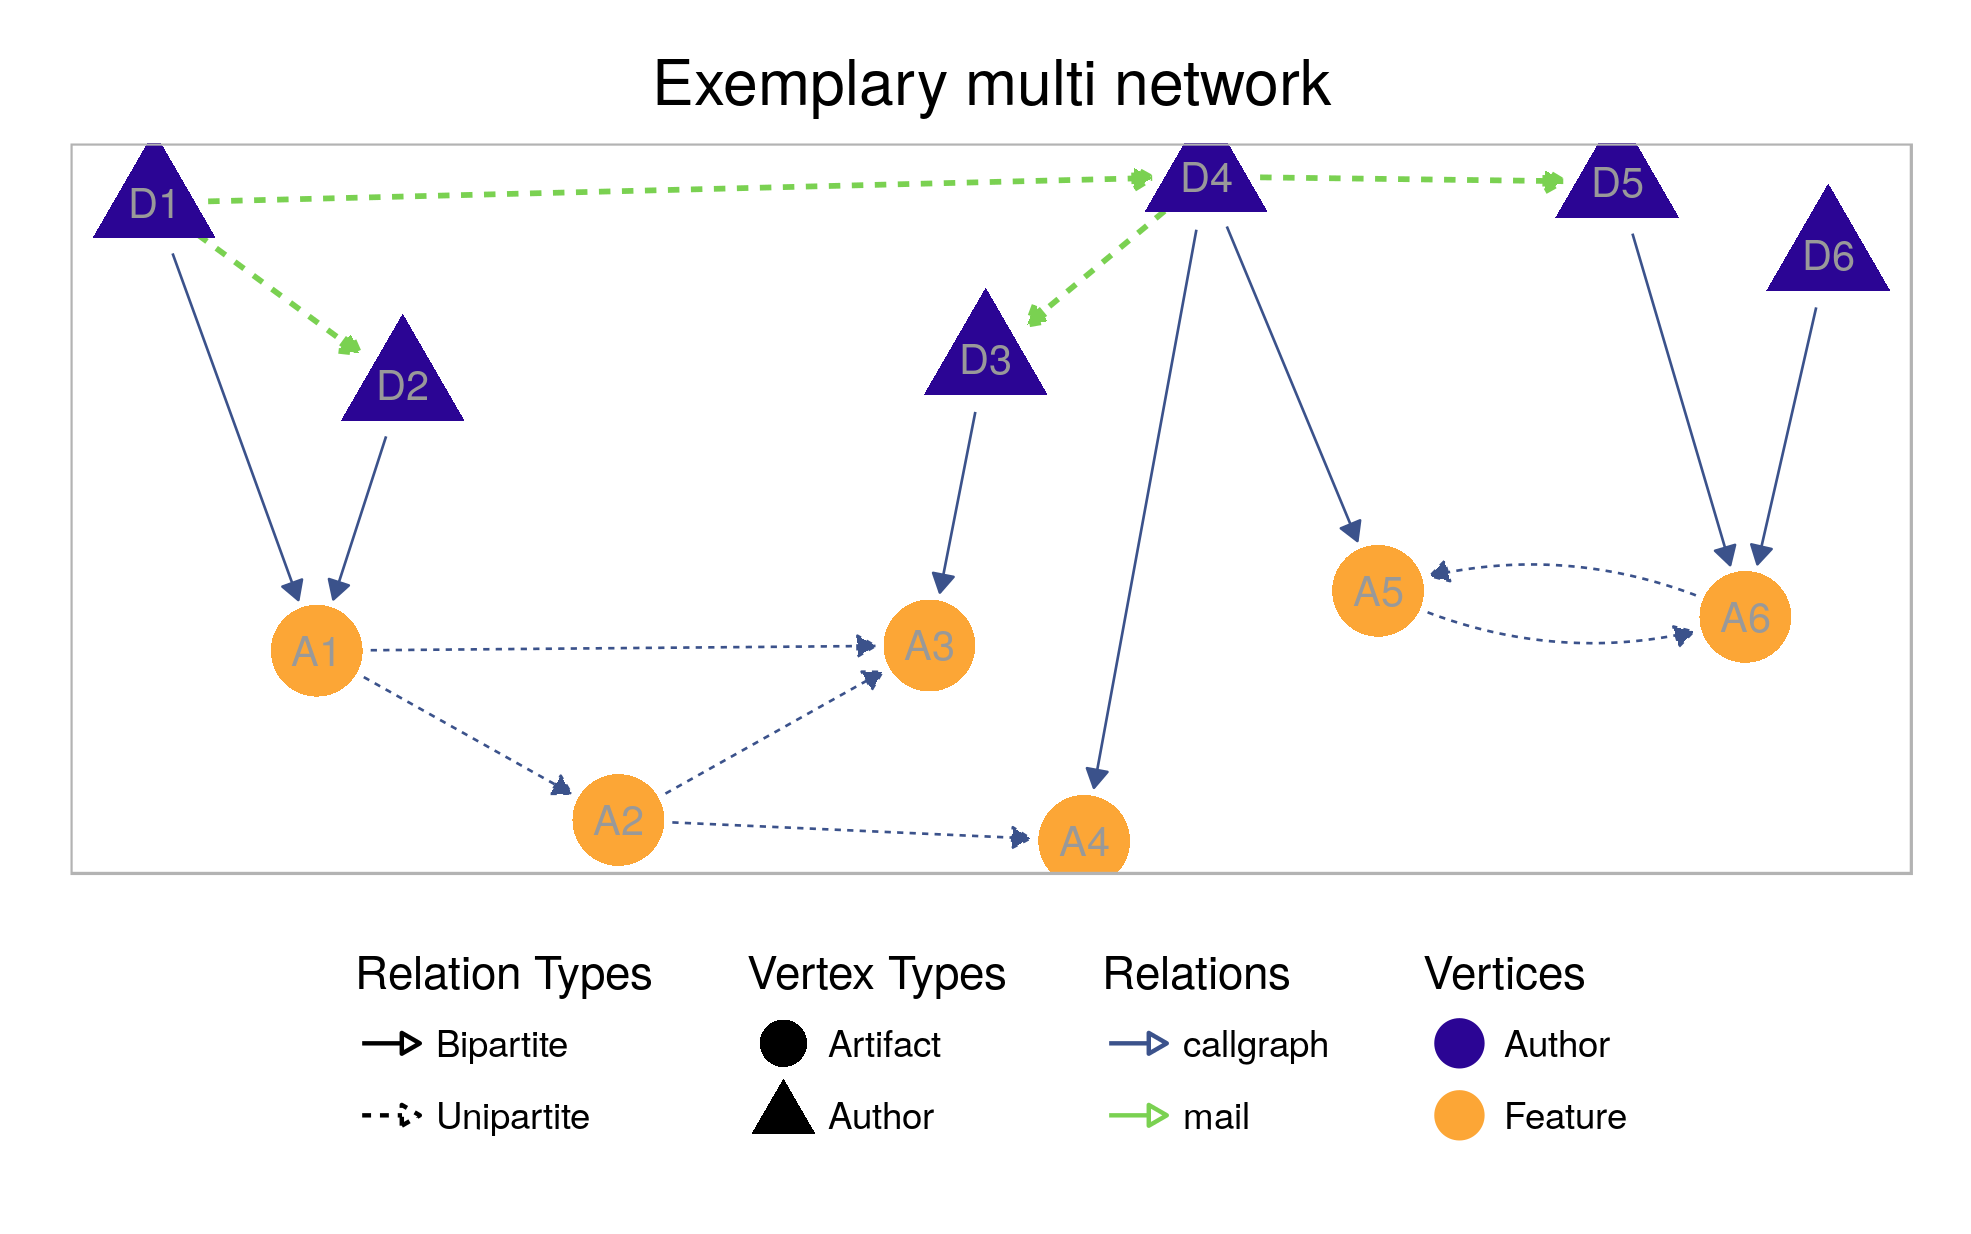 Exemplary multi network
D1
D4
D5
D6
D2
D3
A1
A3
A5
A6
A2
A4
Relation Types
Bipartite
Unipartite
Vertex Types
Artifact
Author
Relations
callgraph
mail
Vertices
Author
Feature